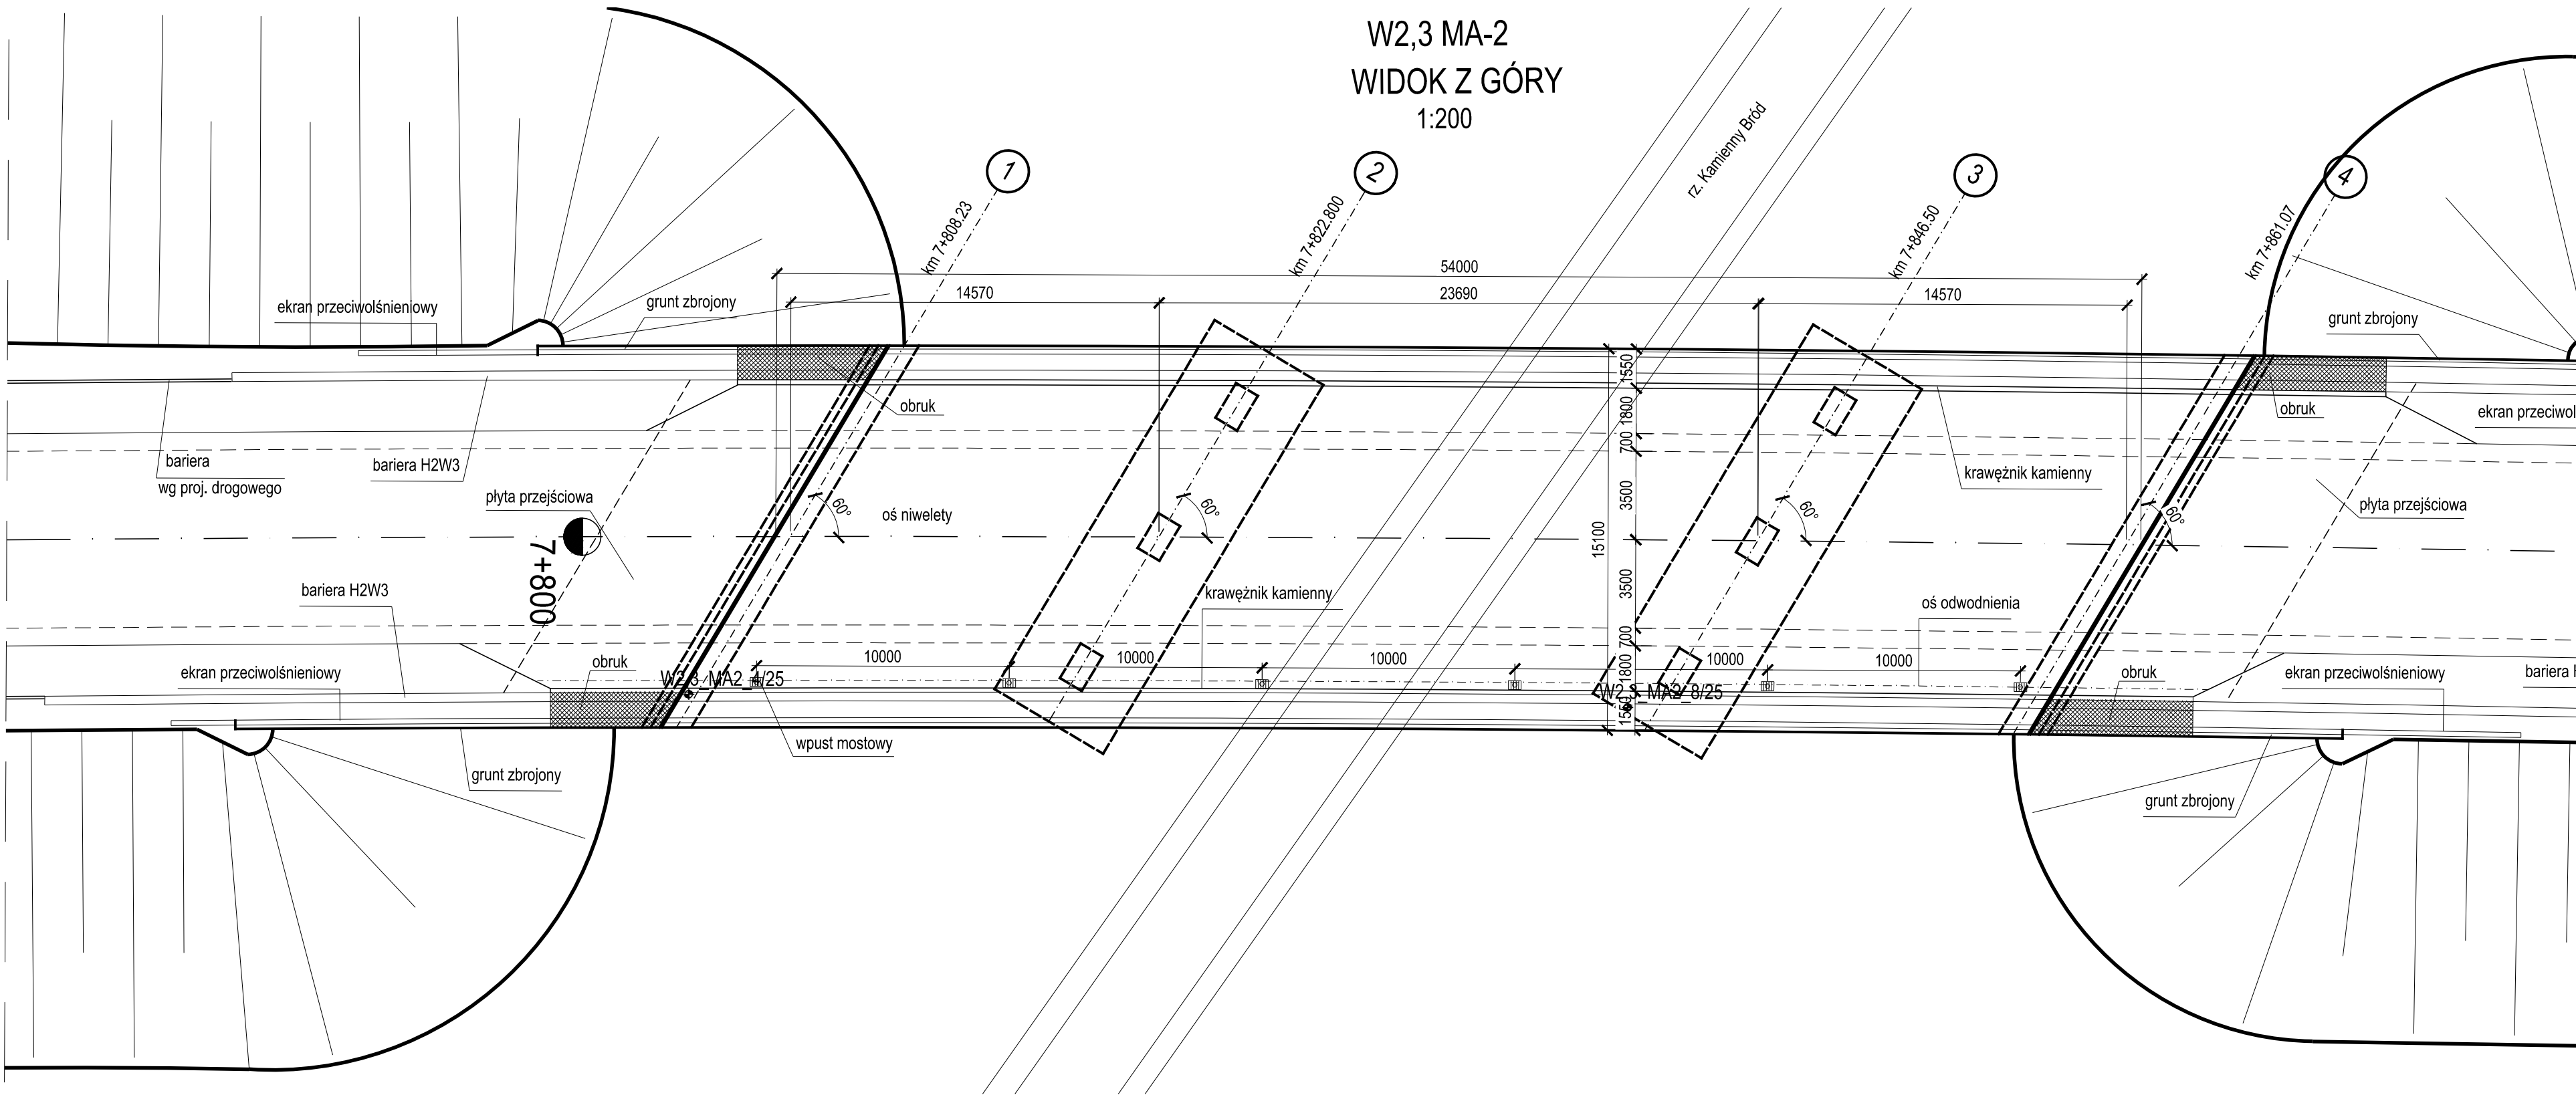 W2,3 MA-2
WIDOK Z GÓRY
1:200
rz. Kamienny Bród
1
2
3
4
km 7+808.23
km 7+822.800
km 7+846.50
km 7+861.07
54000
14570
23690
14570
ekran przeciwolśnieniowy
grunt zbrojony
grunt zbrojony
obruk
obruk
ekran przeciwol
bariera
wg proj. drogowego
bariera H2W3
płyta przejściowa
60°
oś niwelety
60°
60°
60°
krawężnik kamienny
płyta przejściowa
1550
1800
700
3500
15100
3500
700
1800
1550
7+800
bariera H2W3
krawężnik kamienny
oś odwodnienia
ekran przeciwolśnieniowy
obruk
W2,3_MA2_4/25
10000
10000
10000
10000
10000
W2,3_MA2_8/25
obruk
ekran przeciwolśnieniowy
bariera
wpust mostowy
grunt zbrojony
grunt zbrojony